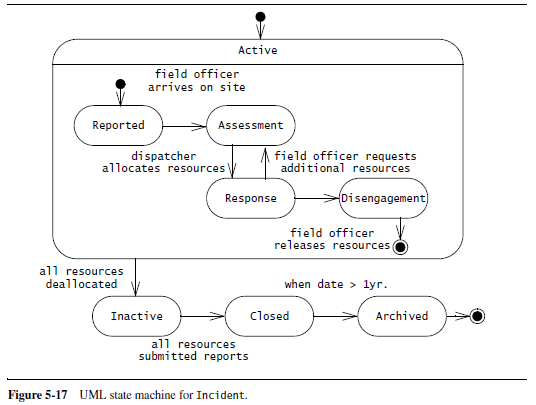 Active
field officer
arrives on site
Reported
Assessment
dispatcher
allocates resources
field officer requests
additional resources
Response
Disengagement
field officer
releases resources
all resources
deallocated
when date > 1yr.
Inactive
Closed
Archived
all resources
submitted reports
Figure 5-17 UML state machine for Incident.